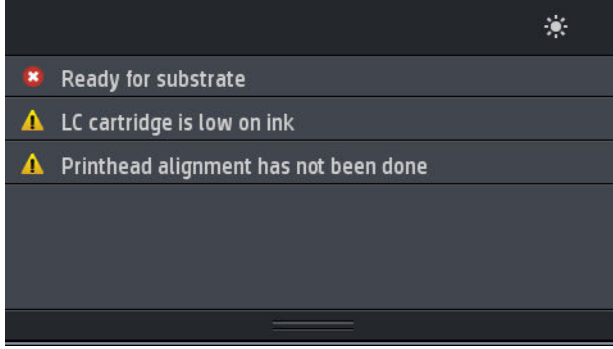 Ready for substrate
LC cartridge is low on ink
Printhead alignment has not been done